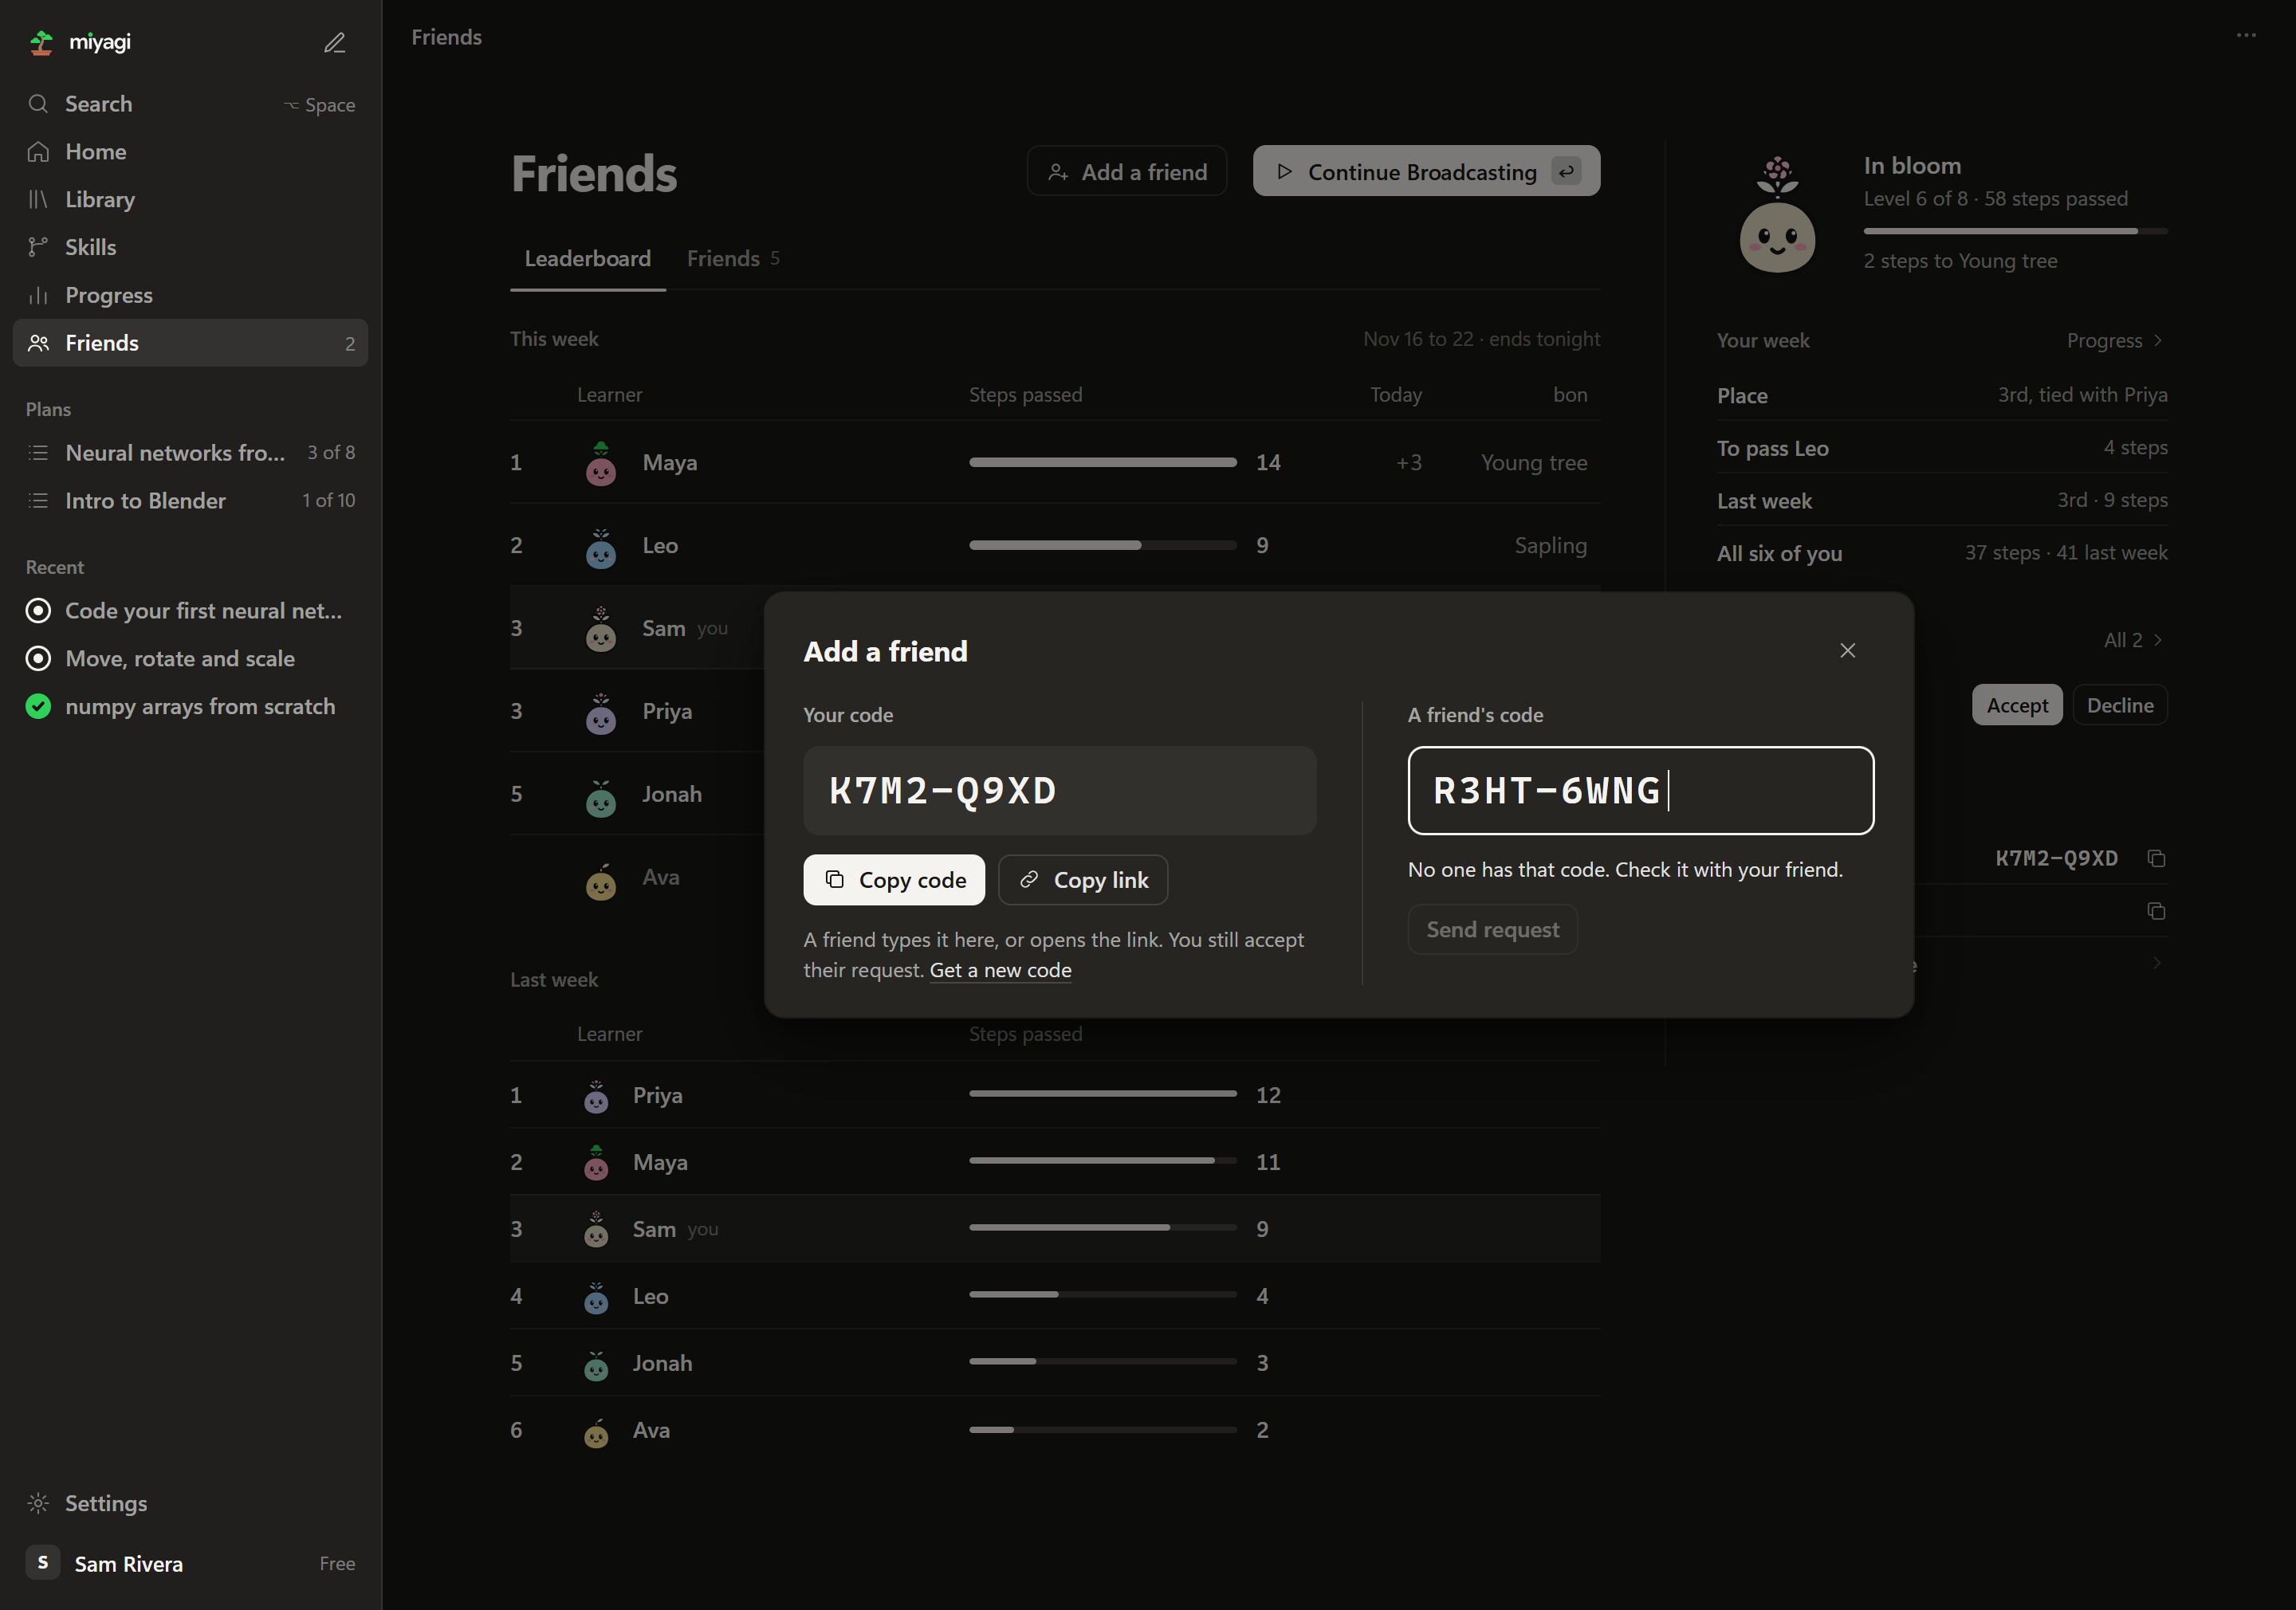 miyagi
Search
⌥ Space
Home
Library
Skills
Progress
Friends
2
Plans
Neural networks fro...
3 of 8
Intro to Blender
1 of 10
Recent
Code your first neural net...
Move, rotate and scale
numpy arrays from scratch
Settings
S
Sam Rivera
Free
Friends
Friends
Add a friend
Continue Broadcasting
Leaderboard
Friends 5
This week
Nov 16 to 22 · ends tonight
Learner
Steps passed
Today
bon
1
Maya
14
+3
Young tree
2
Leo
9
Sapling
3
Sam you
3
Priya
5
Jonah
Ava
Last week
Learner
Steps passed
1
Priya
12
2
Maya
11
3
Sam you
9
4
Leo
4
5
Jonah
3
6
Ava
2
In bloom
Level 6 of 8 · 58 steps passed
2 steps to Young tree
Your week
Progress
Place
3rd, tied with Priya
To pass Leo
4 steps
Last week
3rd · 9 steps
All six of you
37 steps · 41 last week
All 2
Accept
Decline
K7M2-Q9XD
Add a friend
Your code
K7M2-Q9XD
Copy code
Copy link
A friend types it here, or opens the link. You still accept
their request. Get a new code
A friend's code
R3HT-6WNG
No one has that code. Check it with your friend.
Send request